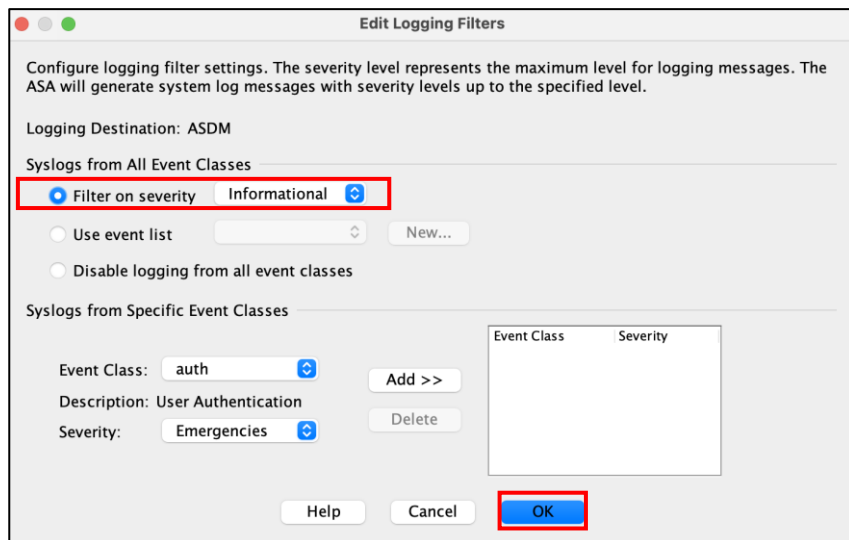 Edit Logging Filters
Configure logging filter settings. The severity level represents the maximum level for logging messages. The
ASA will generate system log messages with severity levels up to the specified level.
Logging Destination: ASDM
Syslogs from All Event Classes
Filter on severity Informational
Use event list New...
Disable logging from all event classes
Syslogs from Specific Event Classes
Event Class Severity
Event Class: auth
Add >>
Description: User Authentication
Delete
Severity: Emergencies
Help Cancel OK